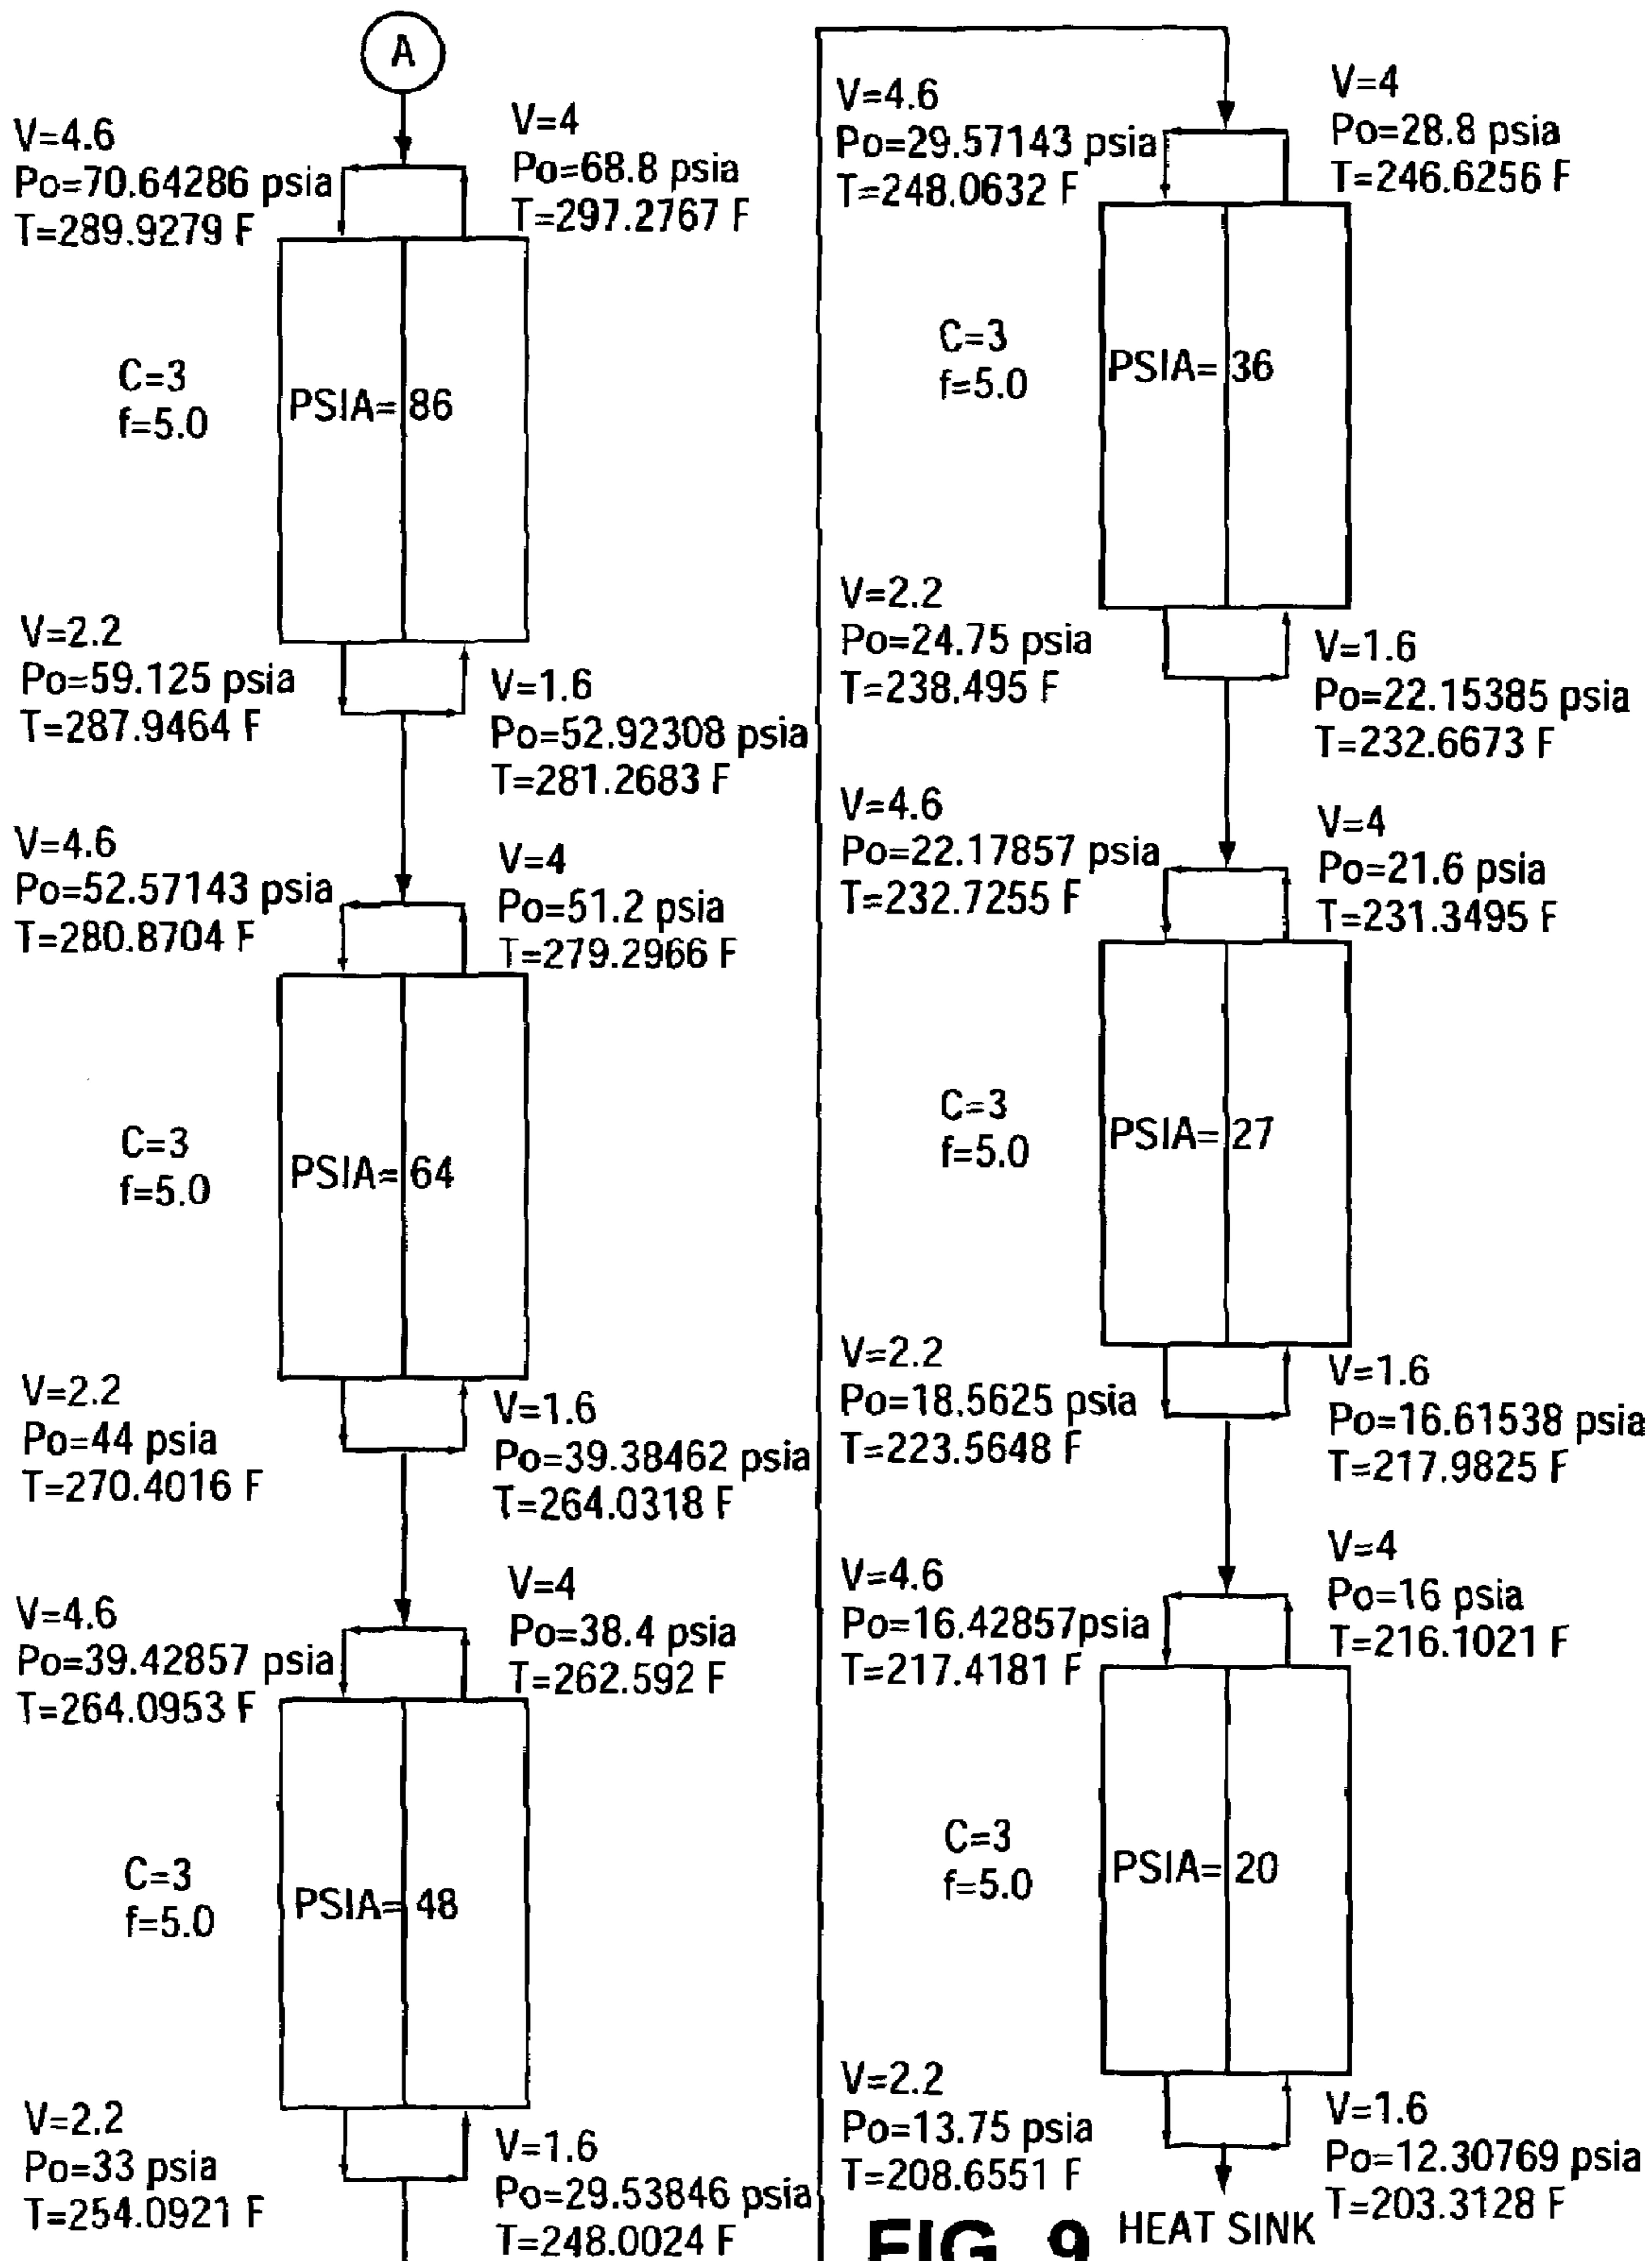 A
V=4.6
Po=70.64286 psia
T=289.9279 F
V=4
Po=68.8 psia
T=297.2767 F
C=3
f=5.0
PSIA= 86
V=2.2
Po=59.125 psia
T=287.9464 F
V=1.6
Po=52.92308 psia
T=281.2683 F
V=4.6
Po=52.57143 psia
T=280.8704 F
V=4
Po=51.2 psia
T=279.2966 F
C=3
f=5.0
PSIA= 64
V=2.2
Po=44 psia
T=270.4016 F
V=1.6
Po=39.38462 psia
T=264.0318 F
V=4.6
Po=39.42857 psia
T=264.0953 F
V=4
Po=38.4 psia
T=262.592 F
C=3
f=5.0
PSIA= 48
V=2.2
Po=33 psia
T=254.0921 F
V=1.6
Po=29.53846 psia
T=248.0024 F
V=4.6
Po=29.57143 psia
T=248.0632 F
V=4
Po=28.8 psia
T=246.6256 F
C=3
f=5.0
PSIA= 36
V=2.2
Po=24.75 psia
T=238.495 F
V=1.6
Po=22.15385 psia
T=232.6673 F
V=4.6
Po=22.17857 psia
T=232.7255 F
V=4
Po=21.6 psia
T=231.3495 F
C=3
f=5.0
PSIA= 27
V=2.2
Po=18.5625 psia
T=223.5648 F
V=1.6
Po=16.61538 psia
T=217.9825 F
V=4.6
Po=16.42857psia
T=217.4181 F
V=4
Po=16 psia
T=216.1021 F
C=3
f=5.0
PSIA= 20
V=2.2
Po=13.75 psia
T=208.6551 F
V=1.6
Po=12.30769 psia
T=203.3128 F
HEAT SINK
FIG. 9